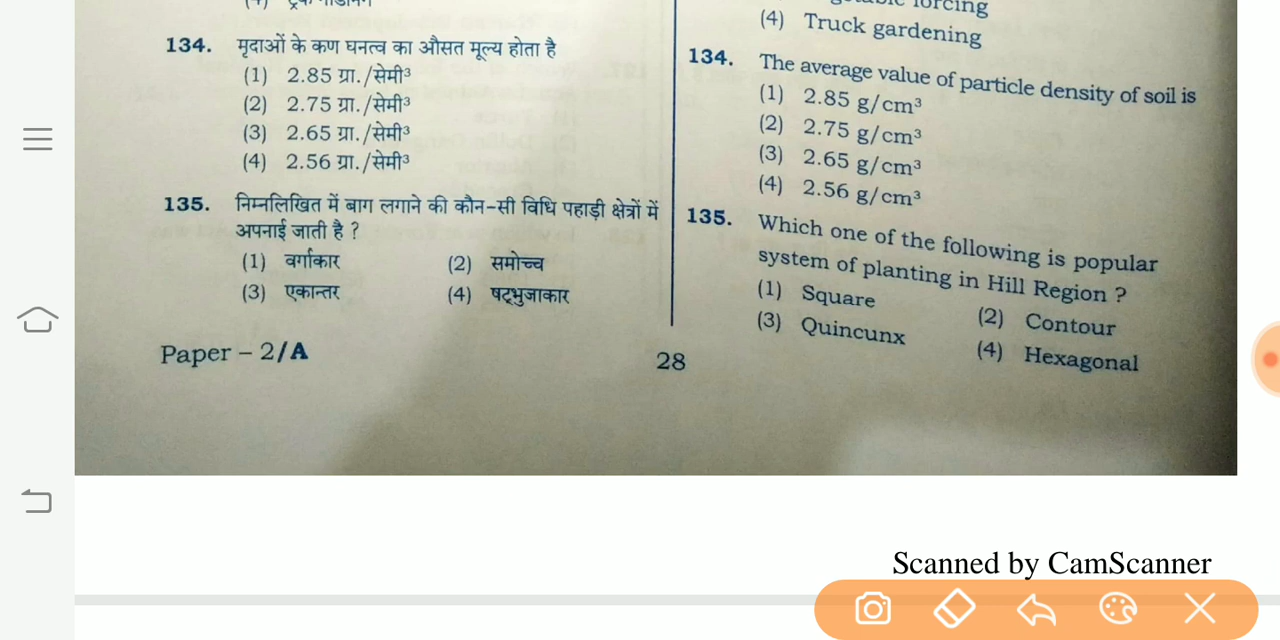 134. मृदाओं के कण घनत्व का औसत मूल्य होता है
(1) 2.85 ग्रा./सेमी³
(2) 2.75 ग्रा./सेमी³
(3) 2.65 ग्रा./सेमी³
(4) 2.56 ग्रा./सेमी³
135. निम्नलिखित में बाग लगाने की कौन-सी विधि पहाड़ी क्षेत्रों में
अपनाई जाती है ?
(1) वर्गाकार (2) समोच्च
(3) एकान्तर (4) षट्भुजाकार
Paper – 2/A
forcing
(4) Truck gardening
134. The average value of particle density of soil is
(1) 2.85 g/cm³
(2) 2.75 g/cm³
(3) 2.65 g/cm³
(4) 2.56 g/cm³
135. Which one of the following is popular
system of planting in Hill Region ?
(1) Square (2) Contour
(3) Quincunx (4) Hexagonal
28
Scanned by CamScanner